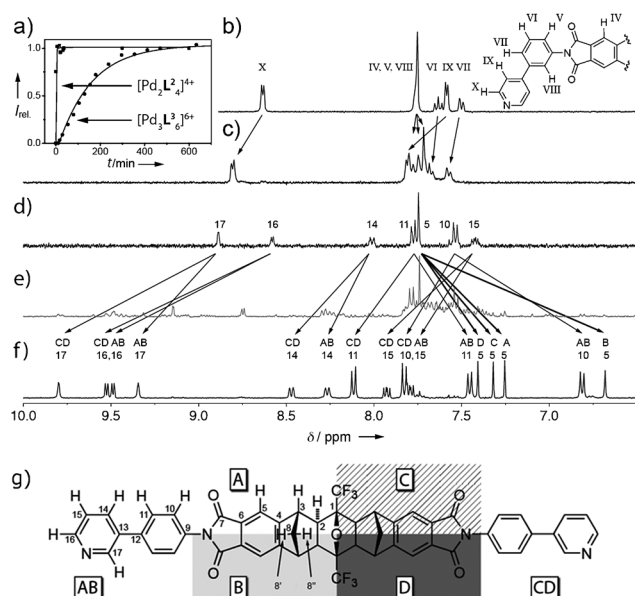 a)
1.0
0.5
0.0
I rel.
[Pd2L²4]4+
[Pd3L³6]6+
0 200 400 600
t/min
b)
X
IV, V, VIII
VI
IX
VII
VI
V
IV
H
H
H
VII
H
IX
H
H
X
H
N
H
VIII
N
O
O
c)
d)
17
16
14
11
5
10
15
e)
f)
CD
17
CD
16,
AB
16
AB
17
CD
14
AB
14
CD
11
CD
15
CD
10,
AB
15
AB
11
D
5
C
5
A
5
AB
10
B
5
10.0
9.5
9.0
8.5
8.0
7.5
7.0
δ/ ppm
g)
A
C
B
D
AB
CD
H 15
H 14
H 16
H 17
N
13
12
H 11
H 10
9
N
O
O
7
6
H 5
4
H 3
H 2
1
8
H
H
8'
8"
CF3
O
CF3
O
N
O
N